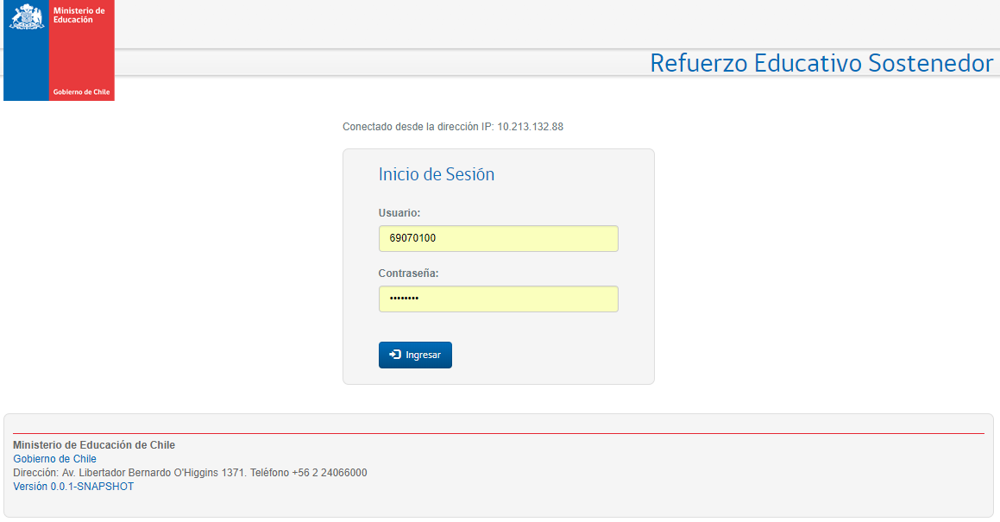 Ministerio de
Educación
Gobierno de Chile
Refuerzo Educativo Sostenedor
Conectado desde la dirección IP: 10.213.132.88
Inicio de Sesión
Usuario:
69070100
Contraseña:
••••••••
Ingresar
Ministerio de Educación de Chile
Gobierno de Chile
Dirección: Av. Libertador Bernardo O'Higgins 1371. Teléfono +56 2 24066000
Versión 0.0.1-SNAPSHOT